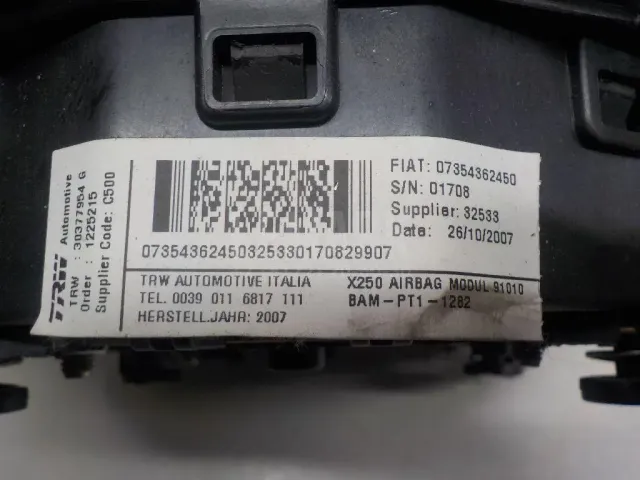 TRW Automotive
TRW : 30377954 G
Order : 1225215
Supplier Code: C500
FIAT: 07354362450
S/N: 01708
Supplier: 32533
Date: 26/10/2007
07354362450325330170829907
TRW AUTOMOTIVE ITALIA
TEL. 0039 011 6817 111
HERSTELL.JAHR: 2007
X250 AIRBAG MODUL 91010
BAM-PT1-1282